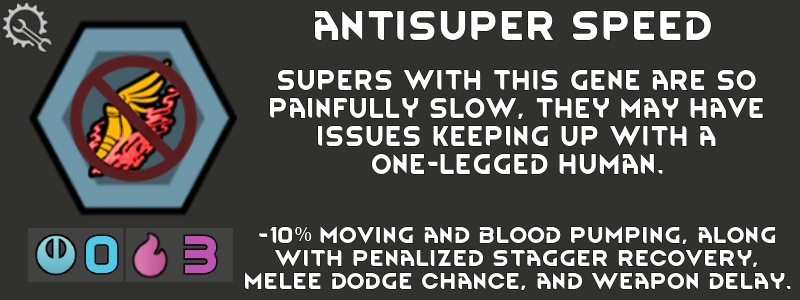 ANTISUPER SPEED
SUPERS WITH THIS GENE ARE SO
PAINFULLY SLOW, THEY MAY HAVE
ISSUES KEEPING UP WITH A
ONE-LEGGED HUMAN.
0 3
-10% MOVING AND BLOOD PUMPING, ALONG
WITH PENALIZED STAGGER RECOVERY,
MELEE DODGE CHANCE, AND WEAPON DELAY.